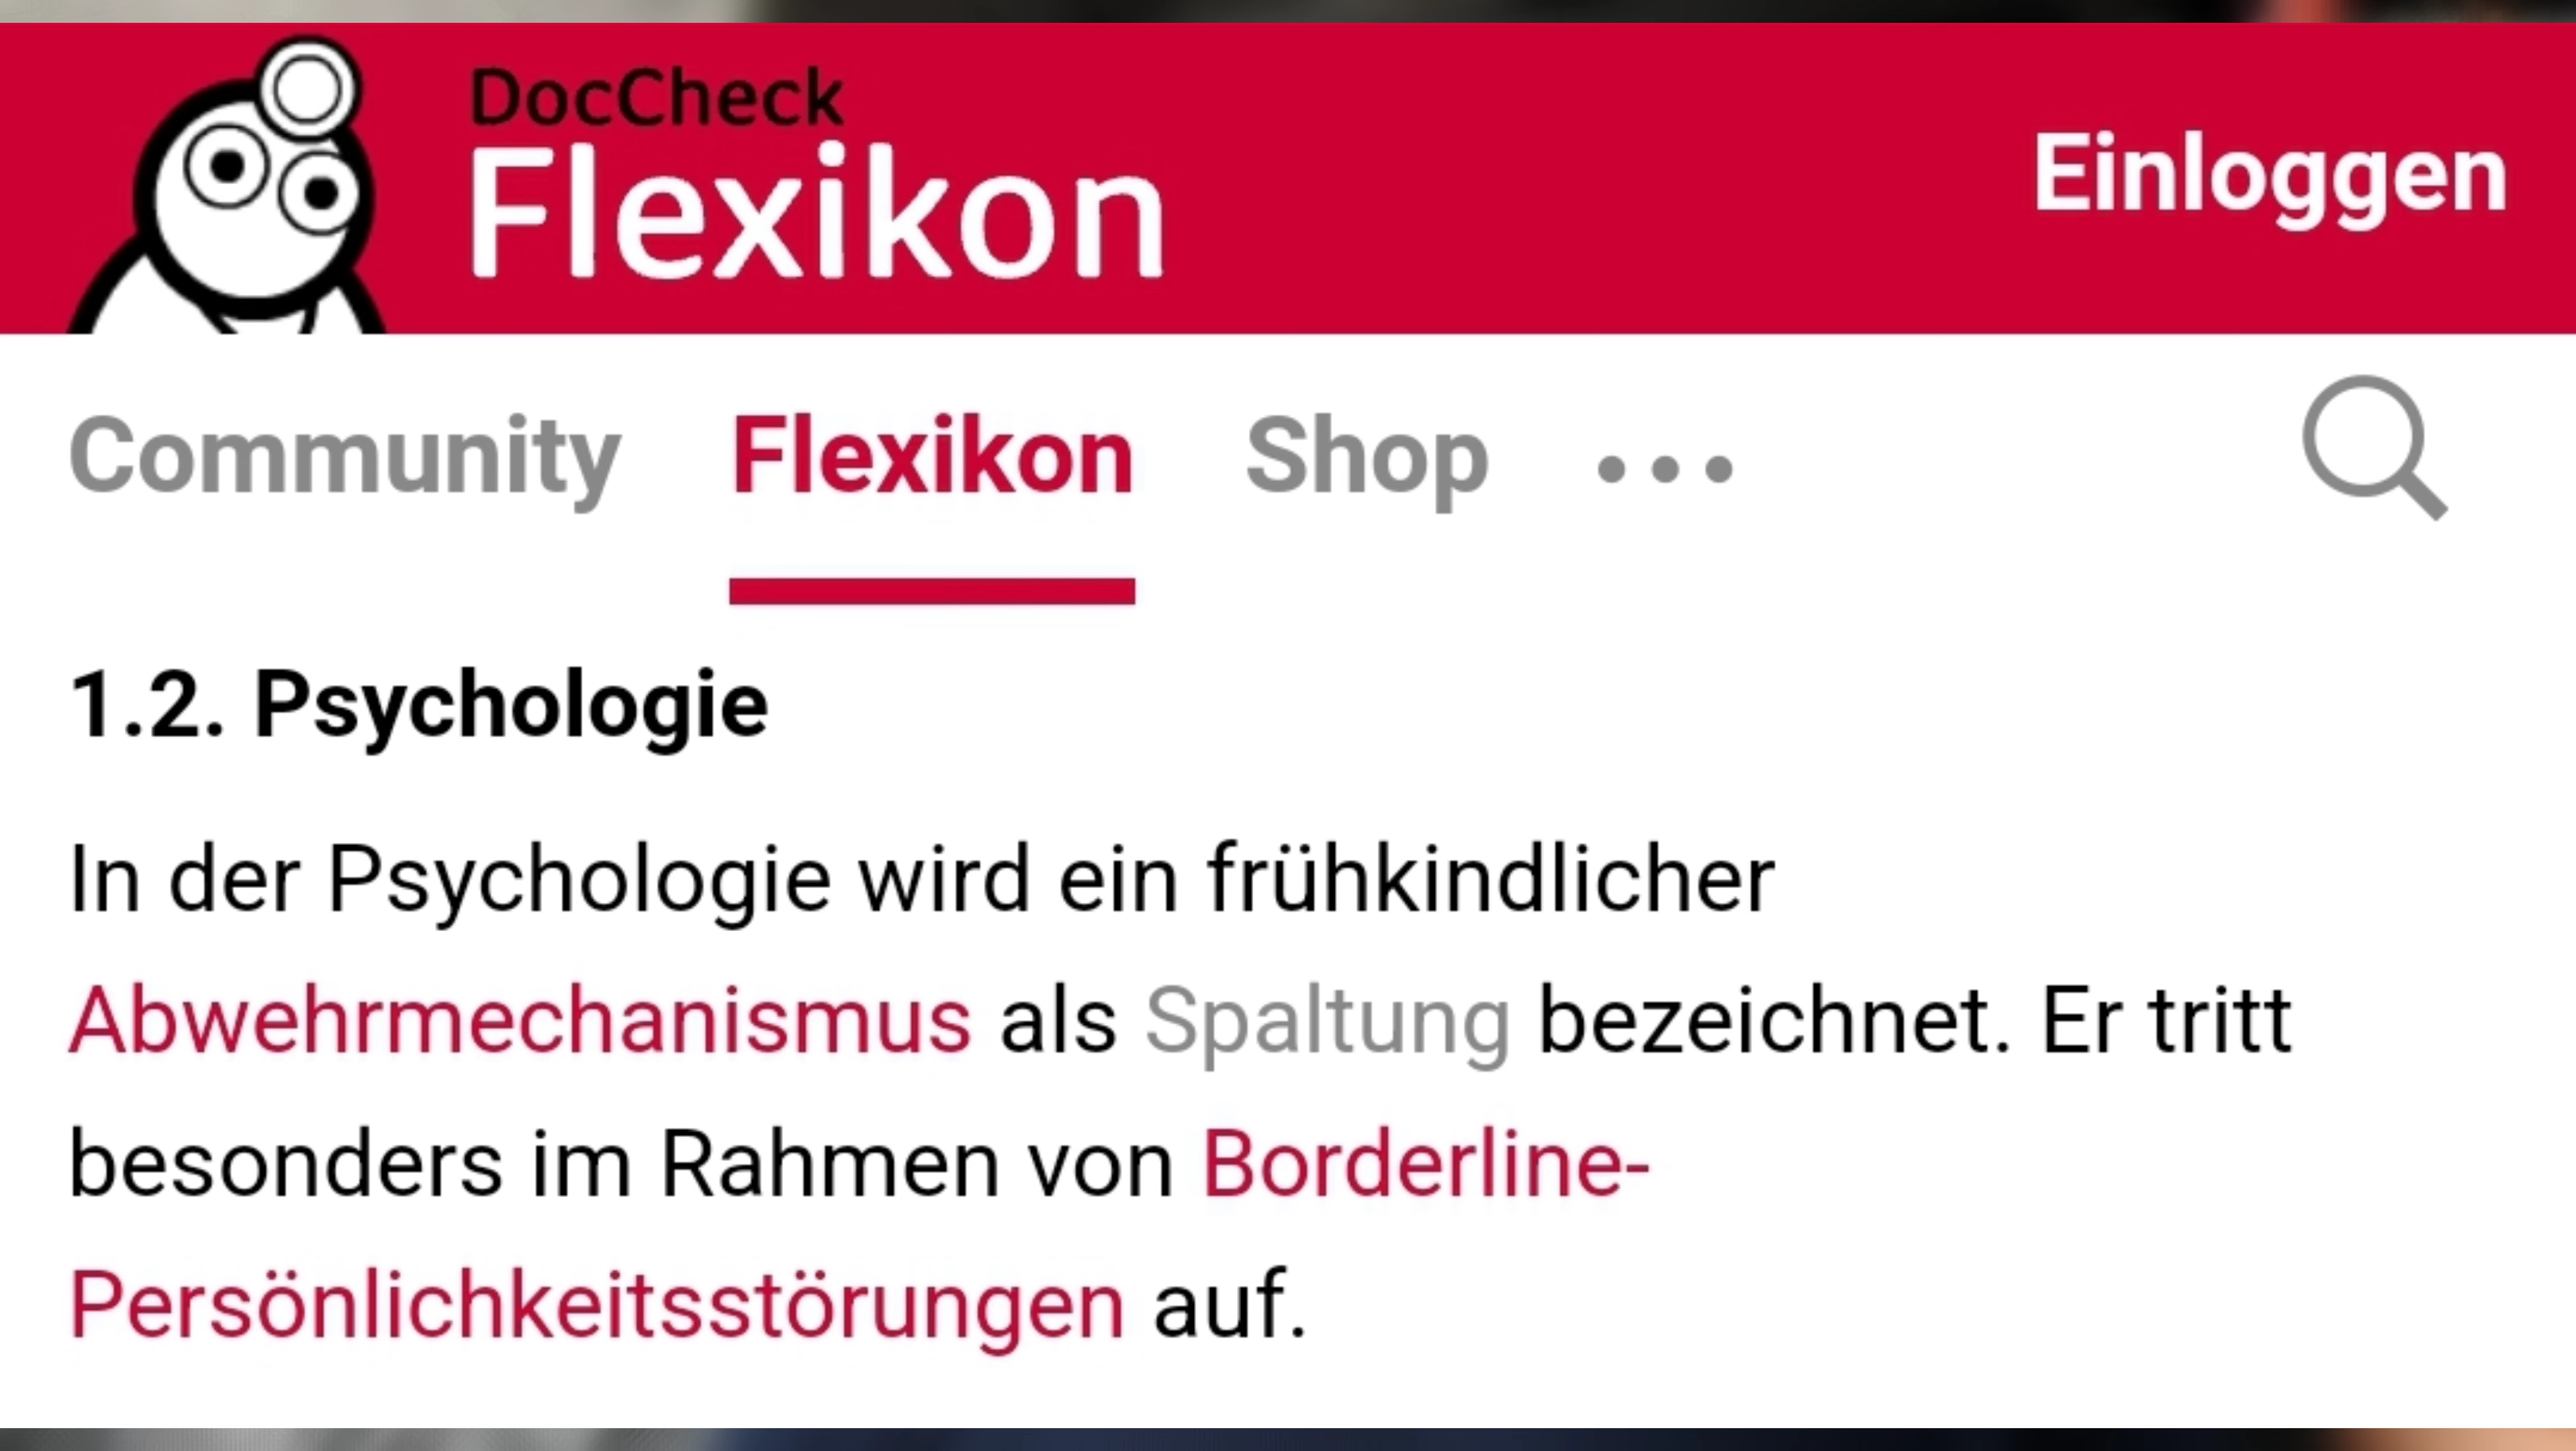 DocCheck
Flexikon
Einloggen
Community Flexikon Shop ...
1.2. Psychologie
In der Psychologie wird ein frühkindlicher
Abwehrmechanismus als Spaltung bezeichnet. Er tritt
besonders im Rahmen von Borderline-
Persönlichkeitsstörungen auf.